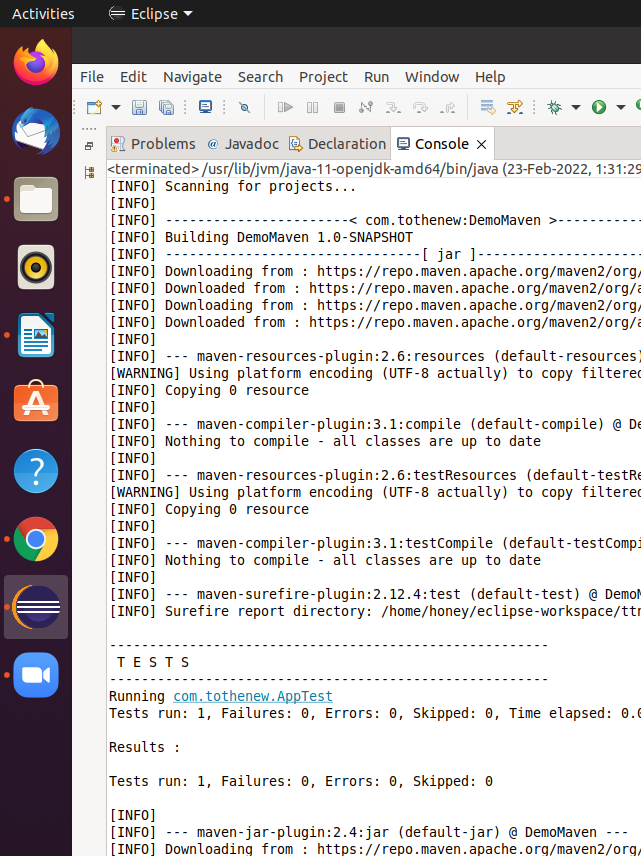 Activities Eclipse
File Edit Navigate Search Project Run Window Help
Problems @ Javadoc Declaration Console
<terminated> /usr/lib/jvm/java-11-openjdk-amd64/bin/java (23-Feb-2022, 1:31:29
[INFO] Scanning for projects...
[INFO]
[INFO] -----------------------< com.tothenew:DemoMaven >-----------
[INFO] Building DemoMaven 1.0-SNAPSHOT
[INFO] --------------------------------[ jar ]---------------------
[INFO] Downloading from : https://repo.maven.apache.org/maven2/org/
[INFO] Downloaded from : https://repo.maven.apache.org/maven2/org/a
[INFO] Downloading from : https://repo.maven.apache.org/maven2/org/
[INFO] Downloaded from : https://repo.maven.apache.org/maven2/org/a
[INFO]
[INFO] --- maven-resources-plugin:2.6:resources (default-resources)
[WARNING] Using platform encoding (UTF-8 actually) to copy filtered
[INFO] Copying 0 resource
[INFO]
[INFO] --- maven-compiler-plugin:3.1:compile (default-compile) @ De
[INFO] Nothing to compile - all classes are up to date
[INFO]
[INFO] --- maven-resources-plugin:2.6:testResources (default-testRe
[WARNING] Using platform encoding (UTF-8 actually) to copy filtered
[INFO] Copying 0 resource
[INFO]
[INFO] --- maven-compiler-plugin:3.1:testCompile (default-testCompi
[INFO] Nothing to compile - all classes are up to date
[INFO]
[INFO] --- maven-surefire-plugin:2.12.4:test (default-test) @ DemoM
[INFO] Surefire report directory: /home/honey/eclipse-workspace/ttn
-------------------------------------------------------
T E S T S
-------------------------------------------------------
Running com.tothenew.AppTest
Tests run: 1, Failures: 0, Errors: 0, Skipped: 0, Time elapsed: 0.0
Results :
Tests run: 1, Failures: 0, Errors: 0, Skipped: 0
[INFO]
[INFO] --- maven-jar-plugin:2.4:jar (default-jar) @ DemoMaven ---
[INFO] Downloading from : https://repo.maven.apache.org/maven2/org/